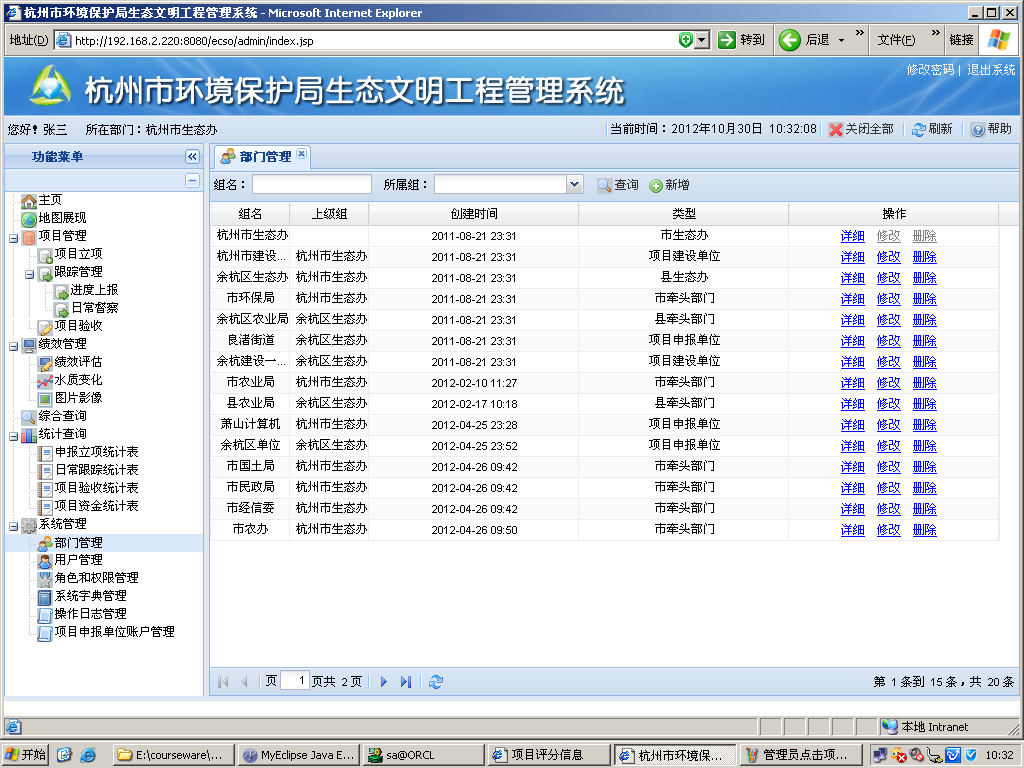 杭州市环境保护局生态文明工程管理系统 - Microsoft Internet Explorer
地址(D) http://192.168.2.220:8080/ecso/admin/index.jsp 转到 后退 » 文件(F) » 链接
杭州市环境保护局生态文明工程管理系统
修改密码 | 退出系统
您好！张三 所在部门：杭州市生态办 当前时间：2012年10月30日 10:32:08 关闭全部 刷新 帮助
功能菜单
主页
地图展现
项目管理
项目立项
跟踪管理
进度上报
日常督察
项目验收
绩效管理
绩效评估
水质变化
图片影像
综合查询
统计查询
申报立项统计表
日常跟踪统计表
项目验收统计表
项目资金统计表
系统管理
部门管理
用户管理
角色和权限管理
系统字典管理
操作日志管理
项目申报单位账户管理
部门管理
组名： 所属组： 查询 新增
组名 上级组 创建时间 类型 操作
杭州市生态办 2011-08-21 23:31 市生态办 详细 修改 删除
杭州市建设... 杭州市生态办 2011-08-21 23:31 项目建设单位 详细 修改 删除
余杭区生态办 杭州市生态办 2011-08-21 23:31 县生态办 详细 修改 删除
市环保局 杭州市生态办 2011-08-21 23:31 市牵头部门 详细 修改 删除
余杭区农业局 余杭区生态办 2011-08-21 23:31 县牵头部门 详细 修改 删除
良渚街道 余杭区生态办 2011-08-21 23:31 项目申报单位 详细 修改 删除
余杭建设一... 余杭区生态办 2011-08-21 23:31 项目建设单位 详细 修改 删除
市农业局 杭州市生态办 2012-02-10 11:27 市牵头部门 详细 修改 删除
县农业局 余杭区生态办 2012-02-17 10:18 县牵头部门 详细 修改 删除
萧山计算机 杭州市生态办 2012-04-25 23:28 项目申报单位 详细 修改 删除
余杭区单位 余杭区生态办 2012-04-25 23:52 项目申报单位 详细 修改 删除
市国土局 杭州市生态办 2012-04-26 09:42 市牵头部门 详细 修改 删除
市民政局 杭州市生态办 2012-04-26 09:42 市牵头部门 详细 修改 删除
市经信委 杭州市生态办 2012-04-26 09:42 市牵头部门 详细 修改 删除
市农办 杭州市生态办 2012-04-26 09:50 市牵头部门 详细 修改 删除
页 1 页共 2 页 第 1 条到 15 条，共 20 条
本地 Intranet
开始 E:\courseware\... MyEclipse Java E... sa@ORCL 项目评分信息 杭州市环境保... 管理员点击项... 10:32